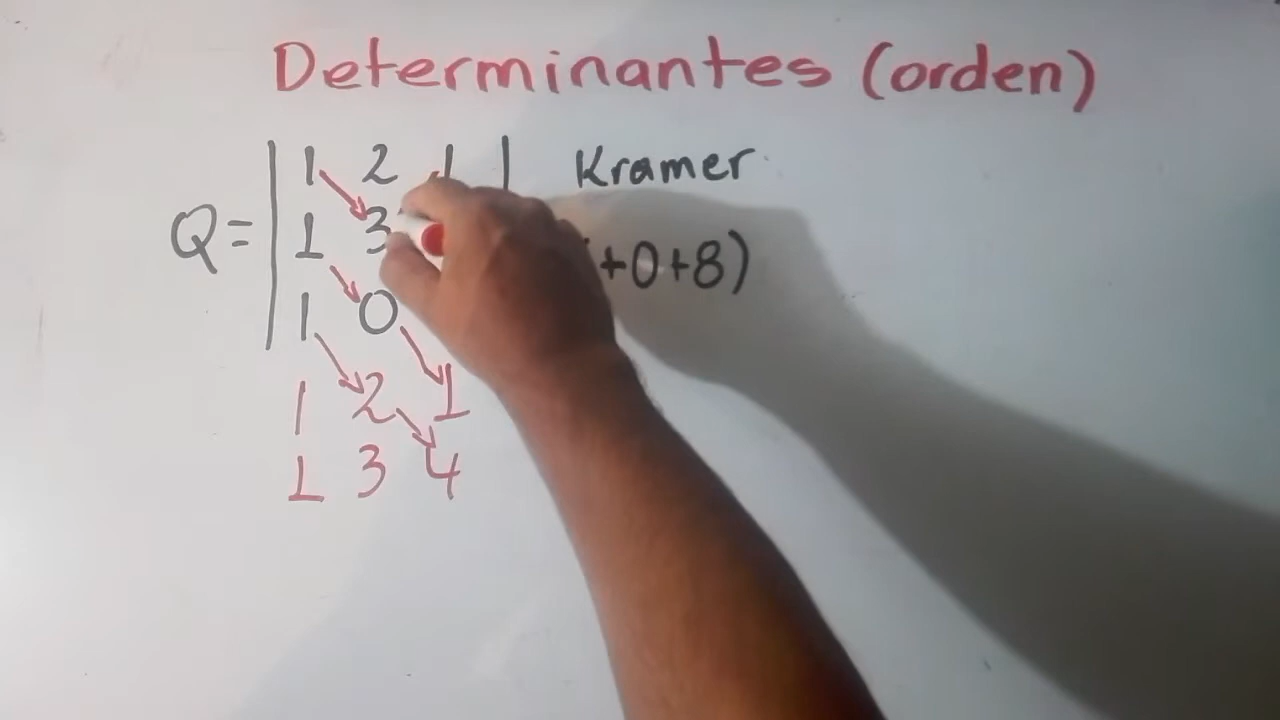 Determinantes (orden)
1 2 1 Kramer
Q= 1 3 +0+8)
1 0
1 2 1
1 3 4